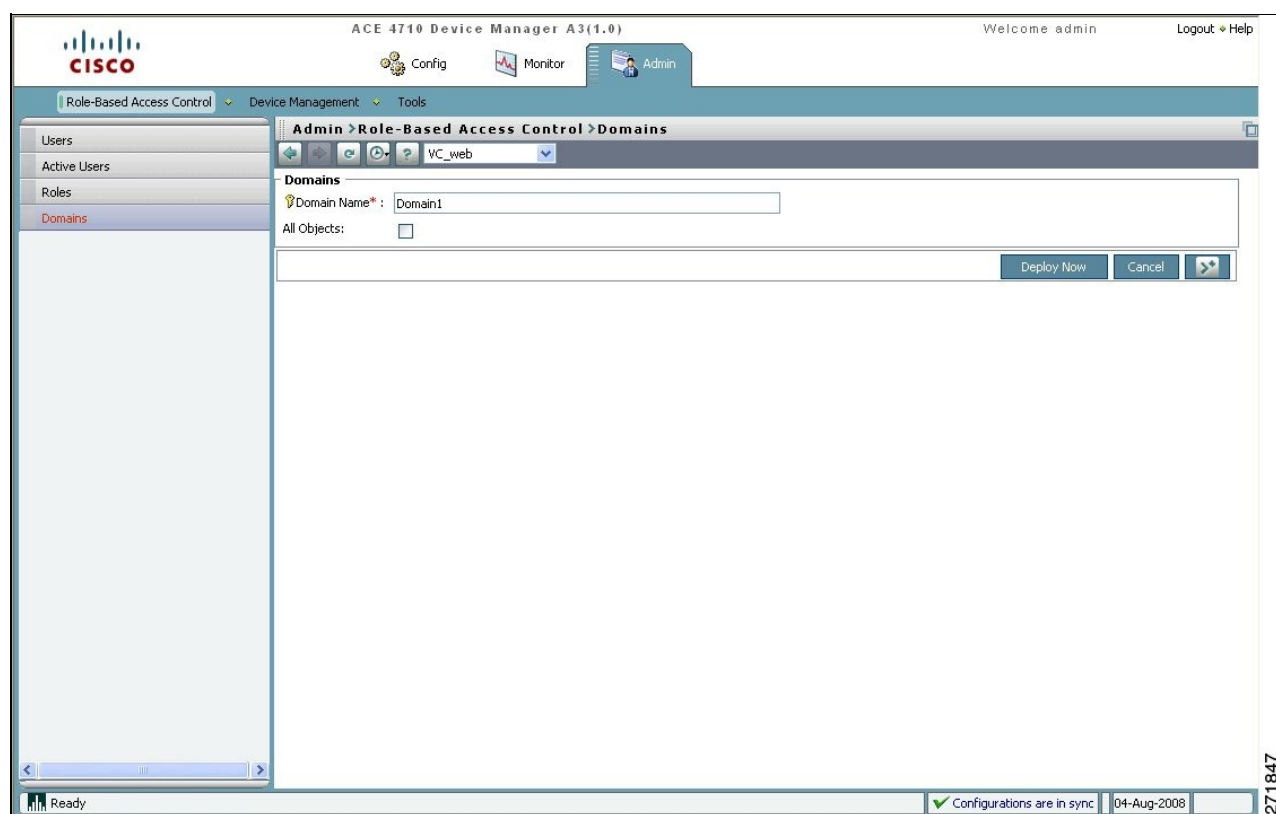 ACE 4710 Device Manager A3(1.0)
Welcome admin
Logout Help
CISCO
Config
Monitor
Admin
Role-Based Access Control
Device Management
Tools
Users
Active Users
Roles
Domains
Admin >Role-Based Access Control >Domains
? VC_web
Domains
Domain Name* : Domain1
All Objects:
Deploy Now
Cancel
Ready
Configurations are in sync
04-Aug-2008
271847